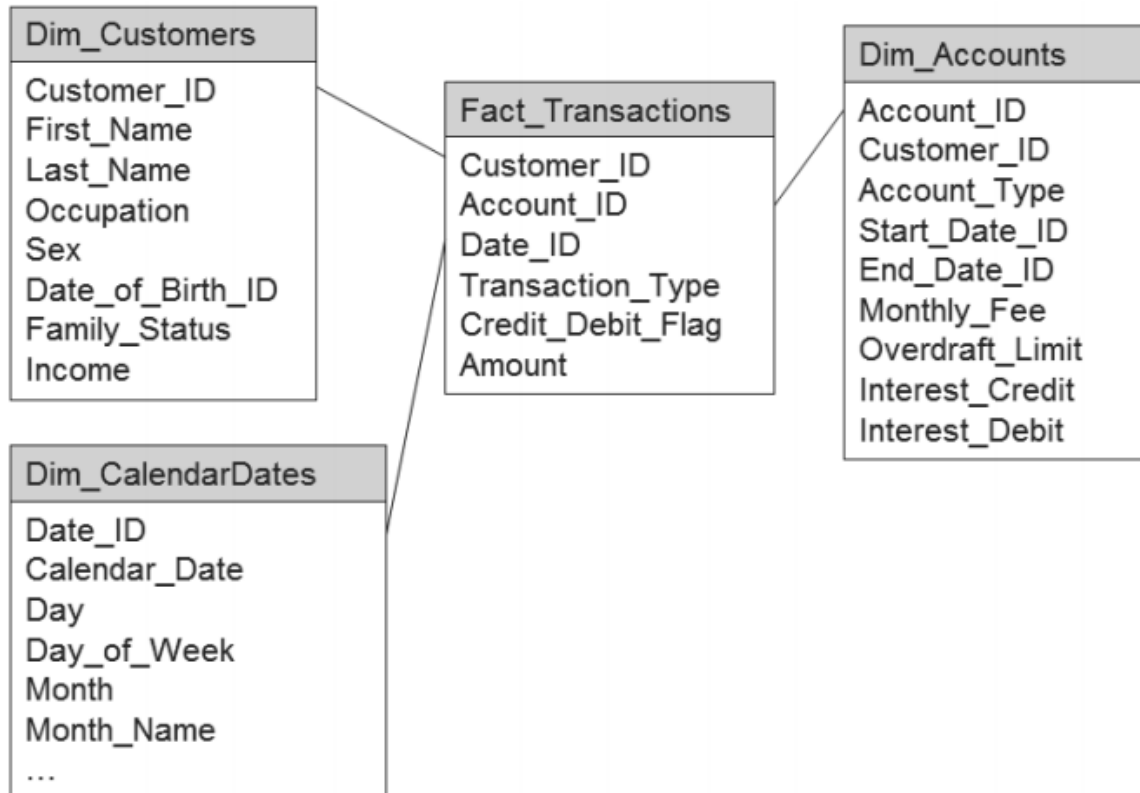 Dim_Customers
Customer_ID
First_Name
Last_Name
Occupation
Sex
Date_of_Birth_ID
Family_Status
Income
Fact_Transactions
Customer_ID
Account_ID
Date_ID
Transaction_Type
Credit_Debit_Flag
Amount
Dim_Accounts
Account_ID
Customer_ID
Account_Type
Start_Date_ID
End_Date_ID
Monthly_Fee
Overdraft_Limit
Interest_Credit
Interest_Debit
Dim_CalendarDates
Date_ID
Calendar_Date
Day
Day_of_Week
Month
Month_Name
...